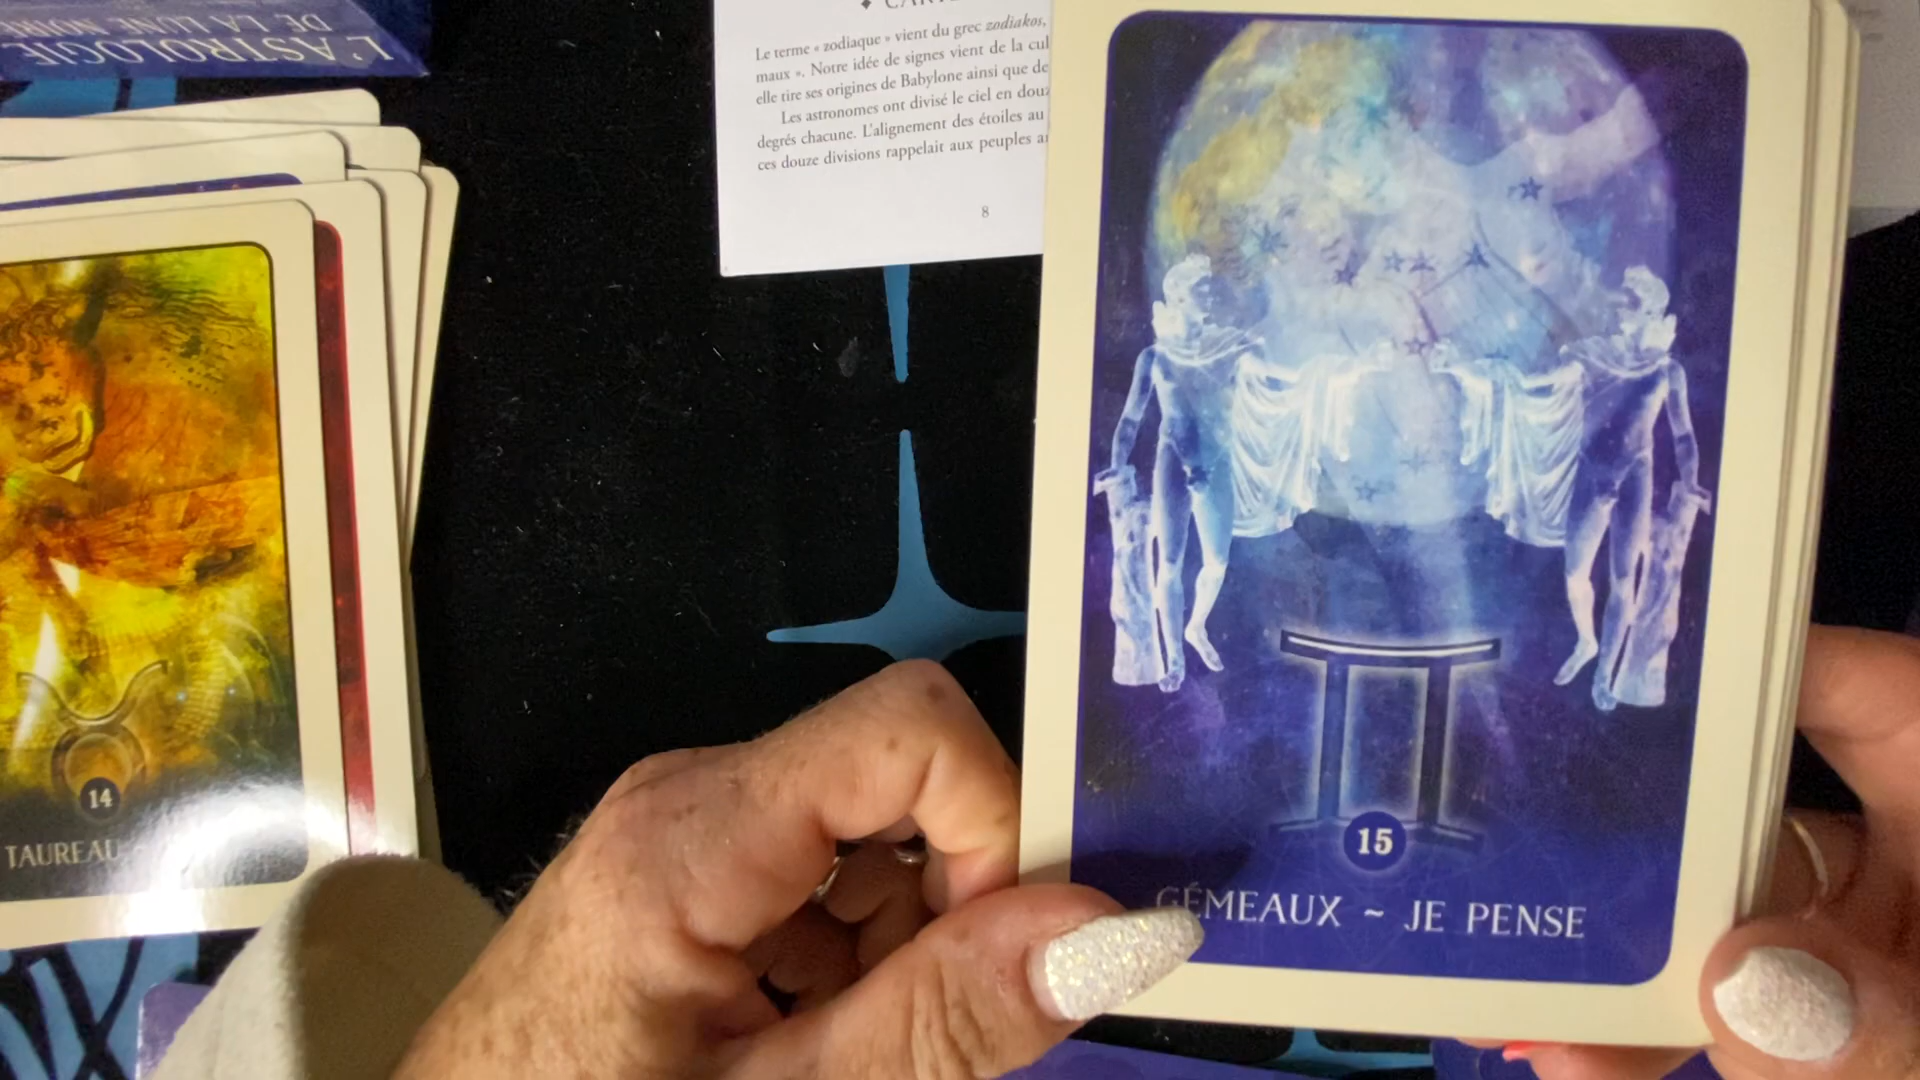 L'ASTROLOGIE
DE LA LUNE NOIRE
Le terme « zodiaque » vient du grec zodiakos,
maux ». Notre idée de signes vient de la
elle tire ses origines de Babylone ainsi que de
Les astronomes ont divisé le ciel en
degrés chacune. L'alignement des étoiles au
ces douze divisions rappelait aux peuples
8
14
TAUREAU
15
GÉMEAUX ~ JE PENSE